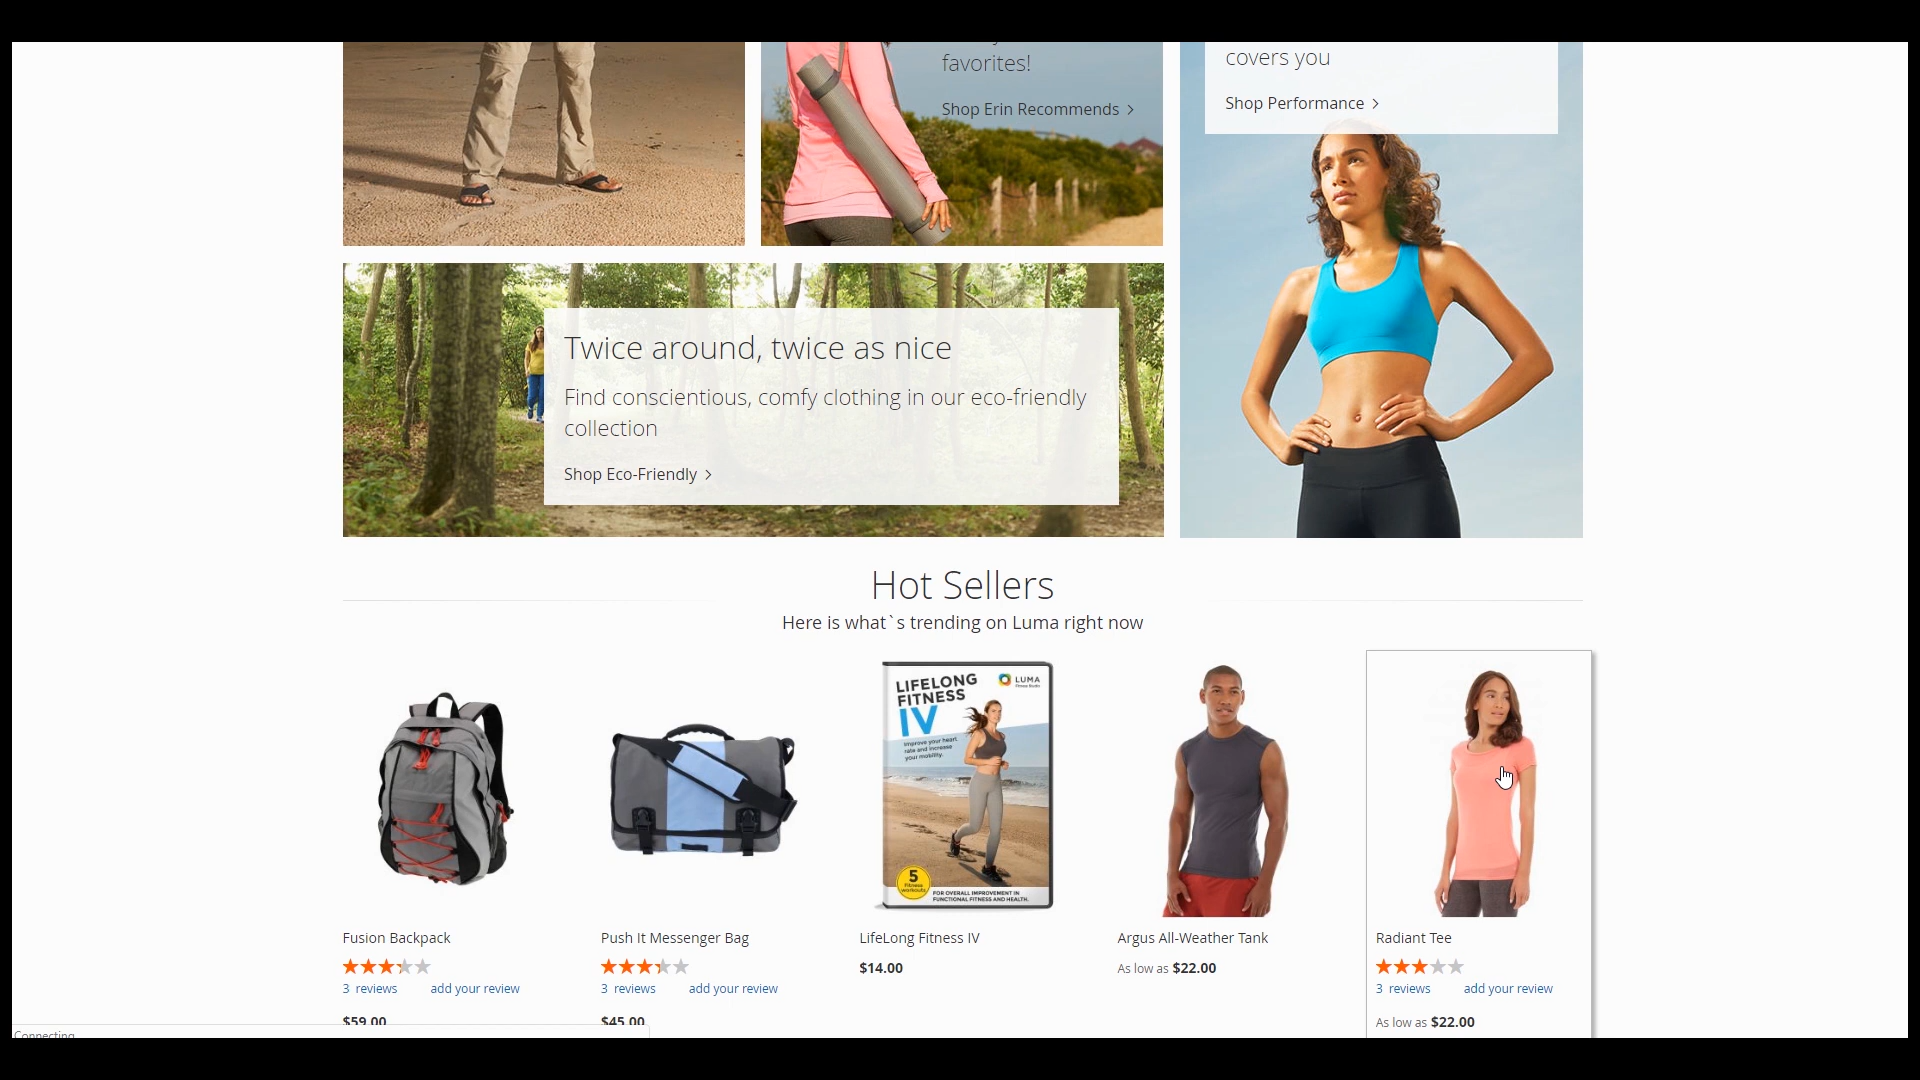 favorites!
Shop Erin Recommends
covers you
Shop Performance
Twice around, twice as nice
Find conscientious, comfy clothing in our eco-friendly
collection
Shop Eco-Friendly
Hot Sellers
Here is what`s trending on Luma right now
LIFELONG
FITNESS
IV
LUMA
Fitness Studio
Improve your heart
rate and increase
your mobility.
5
Fitness
workouts
FOR OVERALL IMPROVEMENT IN
FUNCTIONAL FITNESS AND HEALTH.
Fusion Backpack
3 reviews add your review
$59.00
Push It Messenger Bag
3 reviews add your review
$45.00
LifeLong Fitness IV
$14.00
Argus All-Weather Tank
As low as $22.00
Radiant Tee
3 reviews add your review
As low as $22.00
Connecting